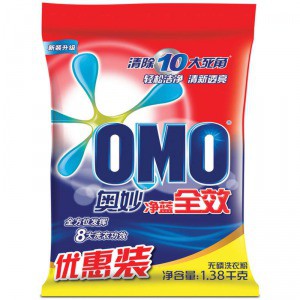 新装升级
清除10大死角
轻松洁净 清新透亮
OMO
奥妙 净蓝全效
全方位发挥
8大洗衣功效
优惠装
无磷洗衣粉
净含量:1.38千克